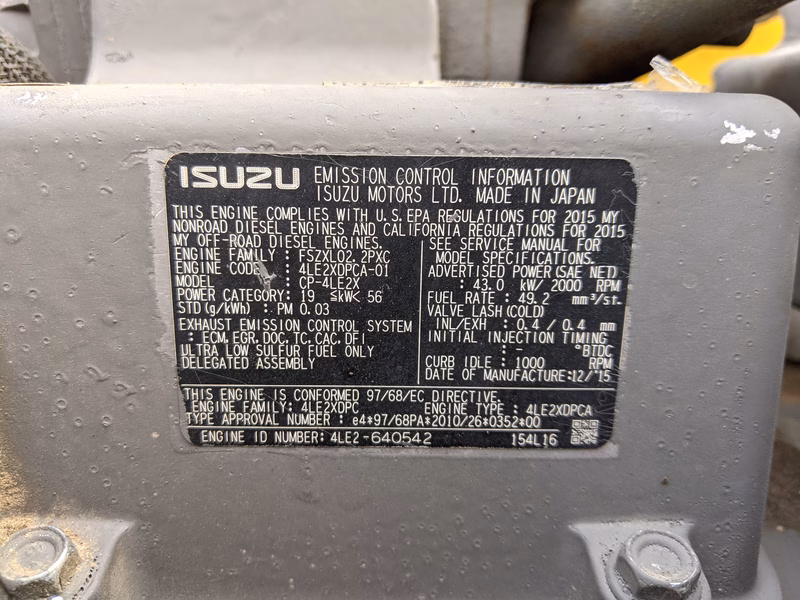 ISUZU EMISSION CONTROL INFORMATION
ISUZU MOTORS LTD. MADE IN JAPAN
THIS ENGINE COMPLIES WITH U.S.EPA REGULATIONS FOR 2015 MY
NONROAD DIESEL ENGINES AND CALIFORNIA REGULATIONS FOR 2015
MY OFF-ROAD DIESEL ENGINES.
ENGINE FAMILY : FSZXL02.2PXC
ENGINE CODE : 4LE2XDPCA-01
MODEL : CP-4LE2X
POWER CATEGORY: 19 ≦kW< 56
STD(g/kWh) : PM 0.03
EXHAUST EMISSION CONTROL SYSTEM
: ECM, EGR, DOC, TC, CAC, DFI
ULTRA LOW SULFUR FUEL ONLY
DELEGATED ASSEMBLY
SEE SERVICE MANUAL FOR
MODEL SPECIFICATIONS.
ADVERTISED POWER(SAE NET)
: 43.0 kW/ 2000 RPM
FUEL RATE : 49.2 mm³/st.
VALVE LASH(COLD)
INL/EXH : 0.4/0.4 mm
INITIAL INJECTION TIMING
: °BTDC
CURB IDLE : 1000 RPM
DATE OF MANUFACTURE:12/'15
THIS ENGINE IS CONFORMED 97/68/EC DIRECTIVE.
ENGINE FAMILY: 4LE2XDPC ENGINE TYPE : 4LE2XDPCA
TYPE APPROVAL NUMBER : e4*97/68PA*2010/26*0352*00
ENGINE ID NUMBER: 4LE2-640542 154L16